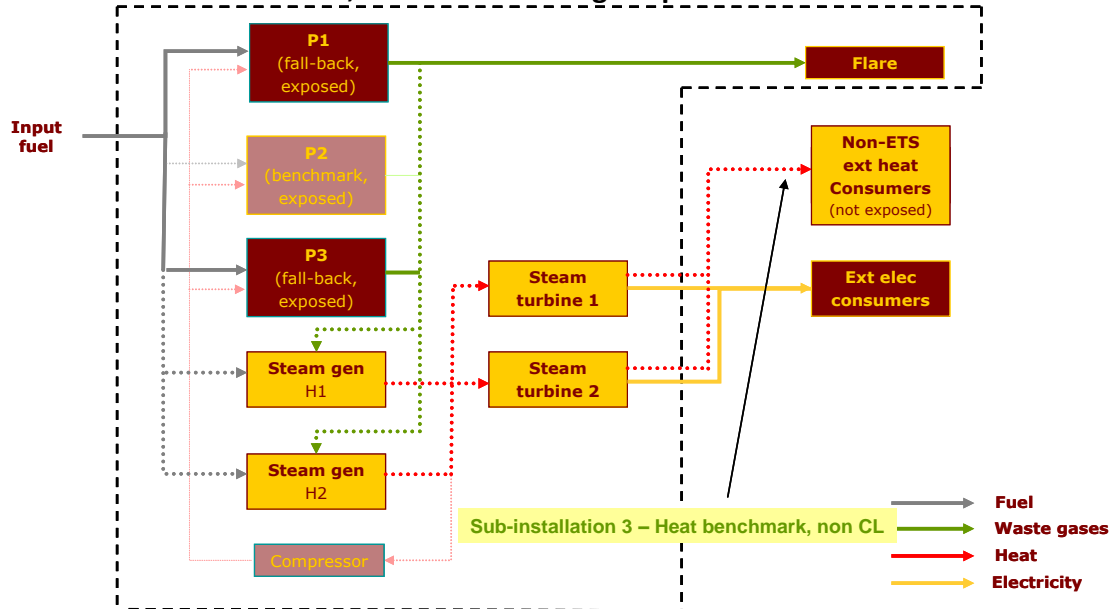 P1
(fall-back,
exposed)
Flare
Input
fuel
P2
(benchmark,
exposed)
Non-ETS
ext heat
Consumers
(not exposed)
P3
(fall-back,
exposed)
Steam
turbine 1
Ext elec
consumers
Steam gen
H1
Steam
turbine 2
Steam gen
H2
Sub-installation 3 – Heat benchmark, non CL
Compressor
Fuel
Waste gases
Heat
Electricity